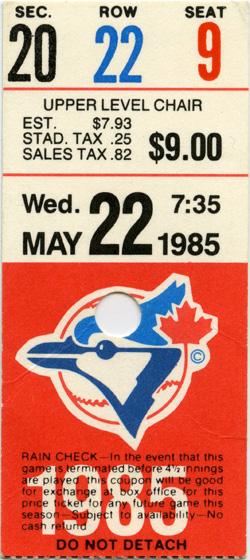 SEC. ROW SEAT
20 22 9
UPPER LEVEL CHAIR
EST. $7.93
STAD. TAX .25
SALES TAX .82 $9.00
Wed. 22 7:35
MAY 1985
©
RAIN CHECK—In the event that this
game is terminated before 4½ innings
are played, this coupon will be good
for exchange at box office for this
price ticket for any future game this
season—Subject to availability—No
cash refund
1985
DO NOT DETACH